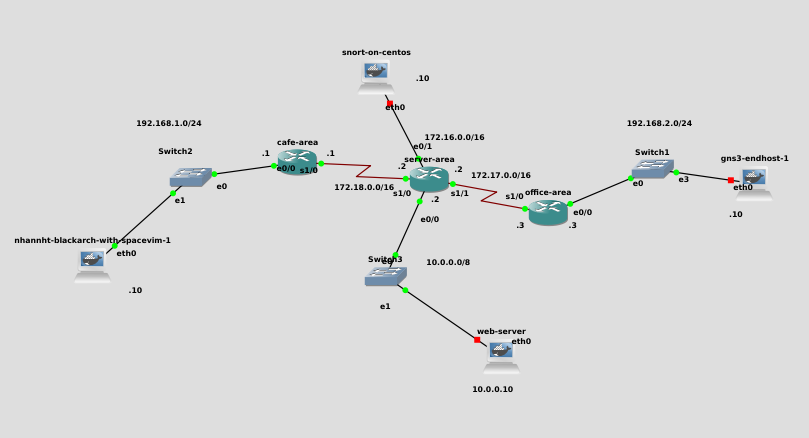 snort-on-centos
.10
eth0
192.168.1.0/24
192.168.2.0/24
172.16.0.0/16
cafe-area
e0/1
Switch2
.1
.1
server-area
Switch1
gns3-endhost-1
e0/0
s1/0
.2
.2
172.17.0.0/16
e0
e3
eth0
e0
172.18.0.0/16
s1/0
s1/1
s1/0
office-area
e1
.2
e0/0
.10
e0/0
.3
.3
nhannht-blackarch-with-spacevim-1
eth0
.10
Switch3
e0
10.0.0.0/8
e1
web-server
eth0
10.0.0.10